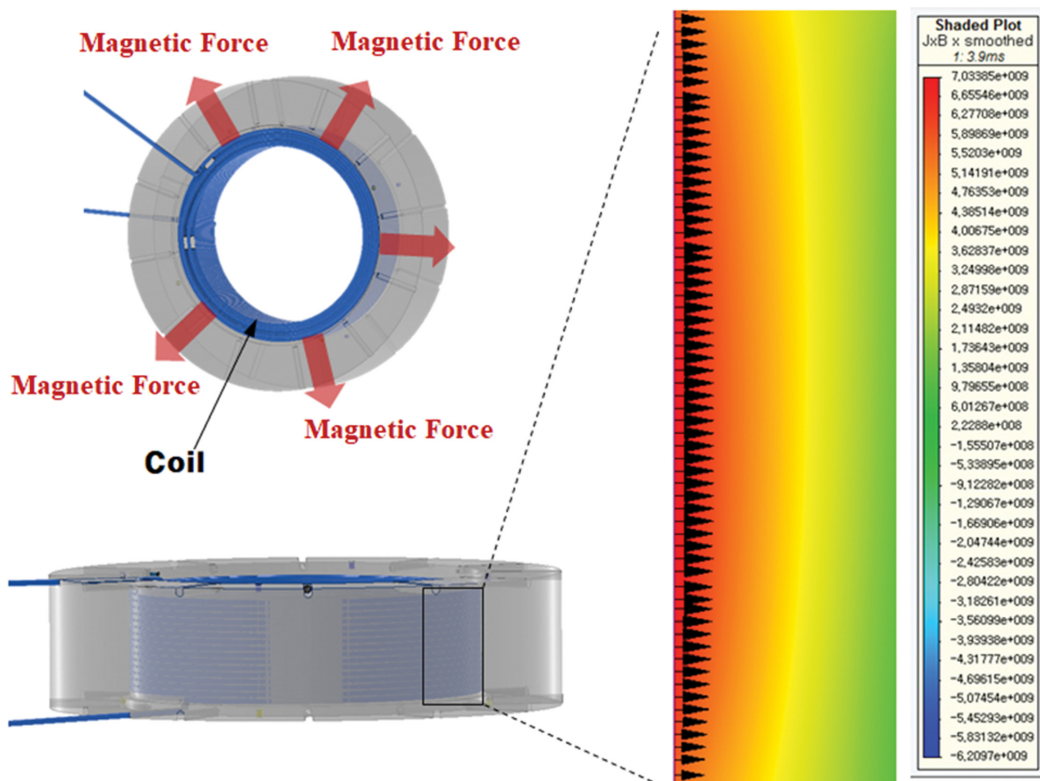 Magnetic Force
Magnetic Force
Magnetic Force
Magnetic Force
Coil
Shaded Plot
JxB x smoothed
1: 3.9ms
7,03385e+009
6,65546e+009
6,27708e+009
5,89869e+009
5,5203e+009
5,14191e+009
4,76353e+009
4,38514e+009
4,00675e+009
3,62837e+009
3,24998e+009
2,87159e+009
2,4932e+009
2,11482e+009
1,73643e+009
1,35804e+009
9,79655e+008
6,01267e+008
2,2288e+008
-1,55507e+008
-5,33895e+008
-9,12282e+008
-1,29067e+009
-1,66906e+009
-2,04744e+009
-2,42583e+009
-2,80422e+009
-3,18261e+009
-3,56099e+009
-3,93938e+009
-4,31777e+009
-4,69615e+009
-5,07454e+009
-5,45293e+009
-5,83132e+009
-6,2097e+009